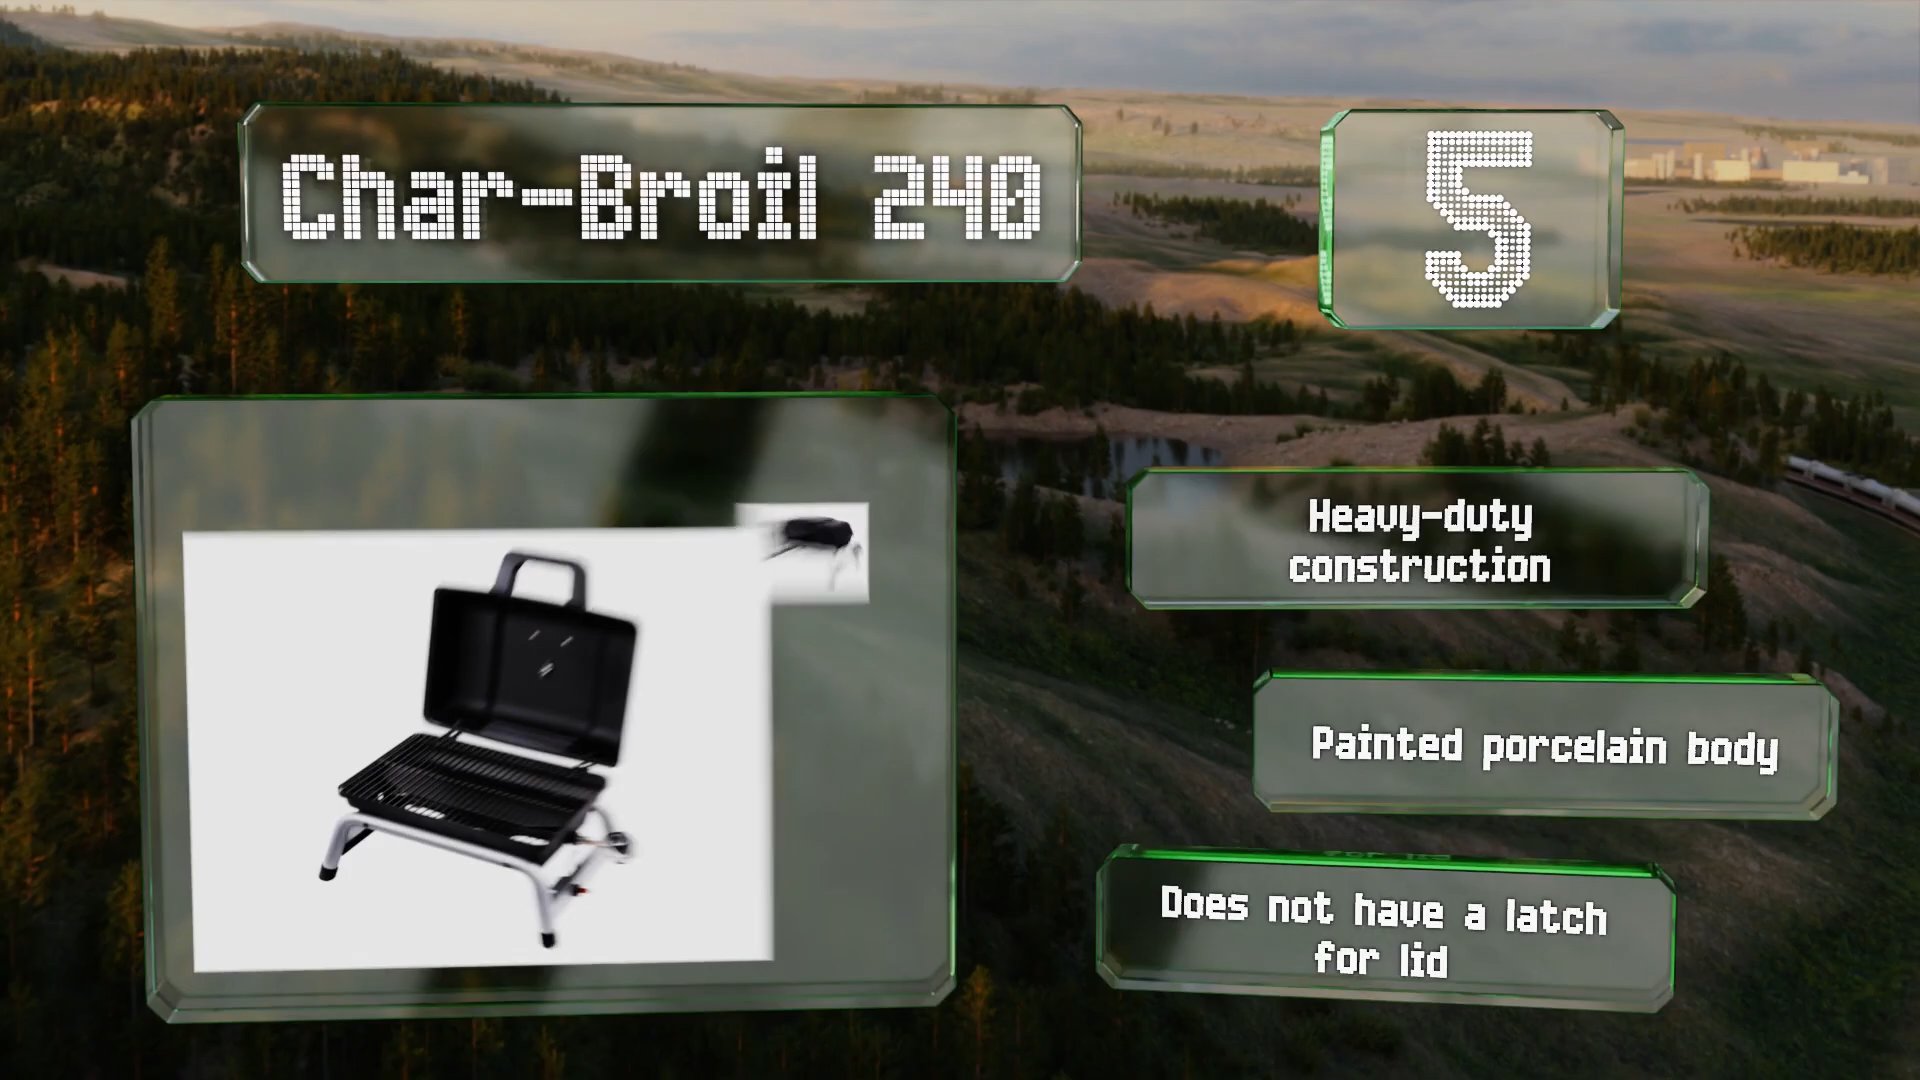 Char-Broil 240
5
Heavy-duty
construction
Painted porcelain body
Does not have a latch
for lid